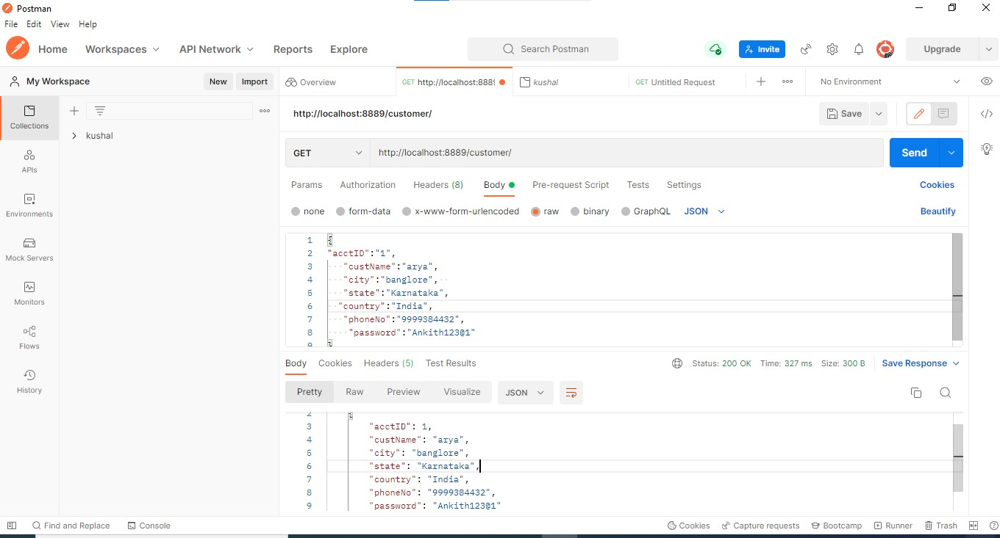 Postman
File Edit View Help
Home Workspaces API Network Reports Explore Search Postman Invite Upgrade
My Workspace New Import Overview GET http://localhost:8889 kushal GET Untitled Request No Environment
Collections
kushal
http://localhost:8889/customer/ Save
GET http://localhost:8889/customer/ Send
APIs
Params Authorization Headers (8) Body Pre-request Script Tests Settings Cookies
Environments
none form-data x-www-form-urlencoded raw binary GraphQL JSON Beautify
1 {
2 "acctID":"1",
3 "custName":"arya",
4 "city":"banglore",
5 "state":"Karnataka",
6 "country":"India",
7 "phoneNo":"9999384432",
8 "password":"Ankith123@1"
9 }
Mock Servers
Monitors
Flows
History
Body Cookies Headers (5) Test Results Status: 200 OK Time: 327 ms Size: 300 B Save Response
Pretty Raw Preview Visualize JSON
2 {
3 "acctID": 1,
4 "custName": "arya",
5 "city": "banglore",
6 "state": "Karnataka",
7 "country": "India",
8 "phoneNo": "9999384432",
9 "password": "Ankith123@1"
Find and Replace Console Cookies Capture requests Bootcamp Runner Trash